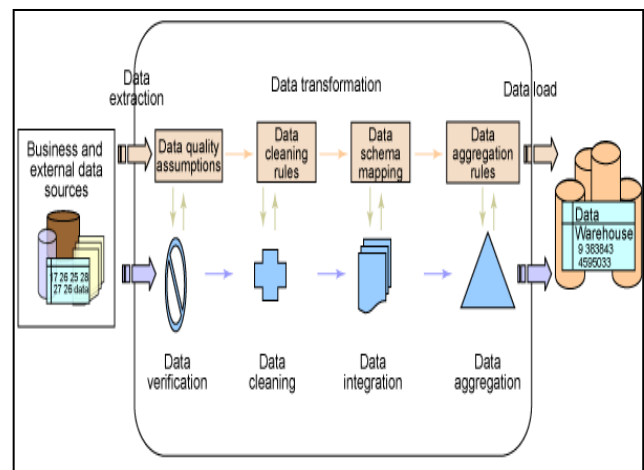 Data
extraction
Data transformation
Data load
Business and
external data
sources
17 26 25 28
27 26 data
Data quality
assumptions
Data
cleaning
rules
Data
schema
mapping
Data
aggregation
rules
Data
Warehouse
9 383843
4595033
Data
verification
Data
cleaning
Data
integration
Data
aggregation